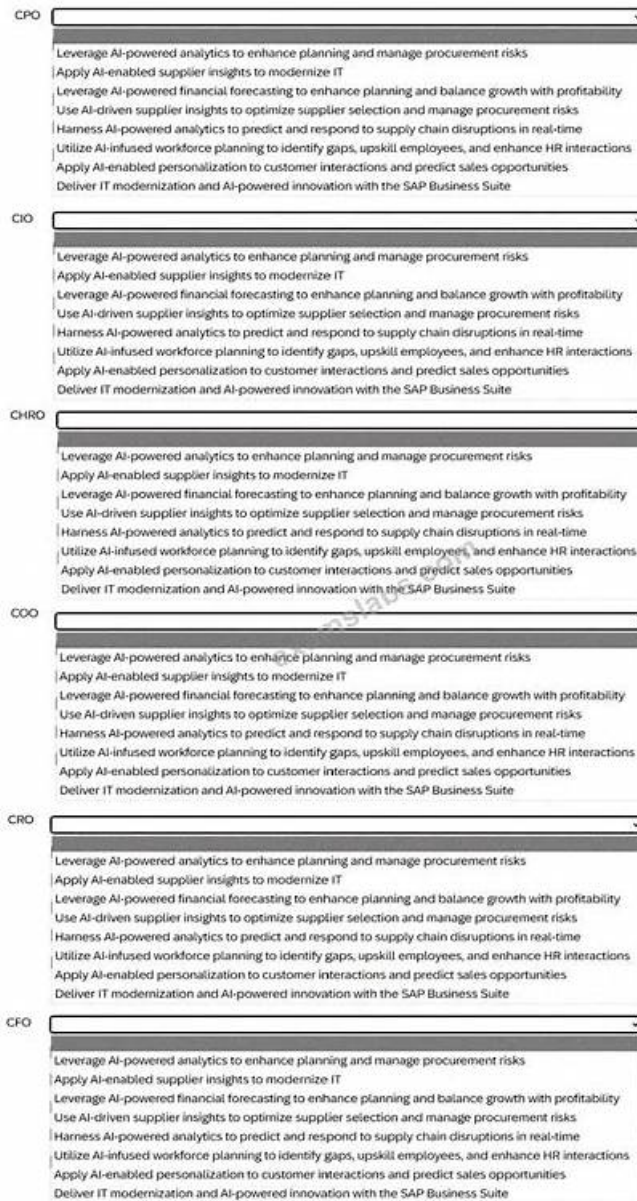 CPO
Leverage AI-powered analytics to enhance planning and manage procurement risks
Apply AI-enabled supplier insights to modernize IT
Leverage AI-powered financial forecasting to enhance planning and balance growth with profitability
Use AI-driven supplier insights to optimize supplier selection and manage procurement risks
Harness AI-powered analytics to predict and respond to supply chain disruptions in real-time
Utilize AI-infused workforce planning to identify gaps, upskill employees, and enhance HR interactions
Apply AI-enabled personalization to customer interactions and predict sales opportunities
Deliver IT modernization and AI-powered innovation with the SAP Business Suite
CIO
Leverage AI-powered analytics to enhance planning and manage procurement risks
Apply AI-enabled supplier insights to modernize IT
Leverage AI-powered financial forecasting to enhance planning and balance growth with profitability
Use AI-driven supplier insights to optimize supplier selection and manage procurement risks
Harness AI-powered analytics to predict and respond to supply chain disruptions in real-time
Utilize AI-infused workforce planning to identify gaps, upskill employees, and enhance HR interactions
Apply AI-enabled personalization to customer interactions and predict sales opportunities
Deliver IT modernization and AI-powered innovation with the SAP Business Suite
CHRO
Leverage AI-powered analytics to enhance planning and manage procurement risks
Apply AI-enabled supplier insights to modernize IT
Leverage AI-powered financial forecasting to enhance planning and balance growth with profitability
Use AI-driven supplier insights to optimize supplier selection and manage procurement risks
Harness AI-powered analytics to predict and respond to supply chain disruptions in real-time
Utilize AI-infused workforce planning to identify gaps, upskill employees, and enhance HR interactions
Apply AI-enabled personalization to customer interactions and predict sales opportunities
Deliver IT modernization and AI-powered innovation with the SAP Business Suite
COO
Leverage AI-powered analytics to enhance planning and manage procurement risks
Apply AI-enabled supplier insights to modernize IT
Leverage AI-powered financial forecasting to enhance planning and balance growth with profitability
Use AI-driven supplier insights to optimize supplier selection and manage procurement risks
Harness AI-powered analytics to predict and respond to supply chain disruptions in real-time
Utilize AI-infused workforce planning to identify gaps, upskill employees, and enhance HR interactions
Apply AI-enabled personalization to customer interactions and predict sales opportunities
Deliver IT modernization and AI-powered innovation with the SAP Business Suite
CRO
Leverage AI-powered analytics to enhance planning and manage procurement risks
Apply AI-enabled supplier insights to modernize IT
Leverage AI-powered financial forecasting to enhance planning and balance growth with profitability
Use AI-driven supplier insights to optimize supplier selection and manage procurement risks
Harness AI-powered analytics to predict and respond to supply chain disruptions in real-time
Utilize AI-infused workforce planning to identify gaps, upskill employees, and enhance HR interactions
Apply AI-enabled personalization to customer interactions and predict sales opportunities
Deliver IT modernization and AI-powered innovation with the SAP Business Suite
CFO
Leverage AI-powered analytics to enhance planning and manage procurement risks
Apply AI-enabled supplier insights to modernize IT
Leverage AI-powered financial forecasting to enhance planning and balance growth with profitability
Use AI-driven supplier insights to optimize supplier selection and manage procurement risks
Harness AI-powered analytics to predict and respond to supply chain disruptions in real-time
Utilize AI-infused workforce planning to identify gaps, upskill employees, and enhance HR interactions
Apply AI-enabled personalization to customer interactions and predict sales opportunities
Deliver IT modernization and AI-powered innovation with the SAP Business Suite